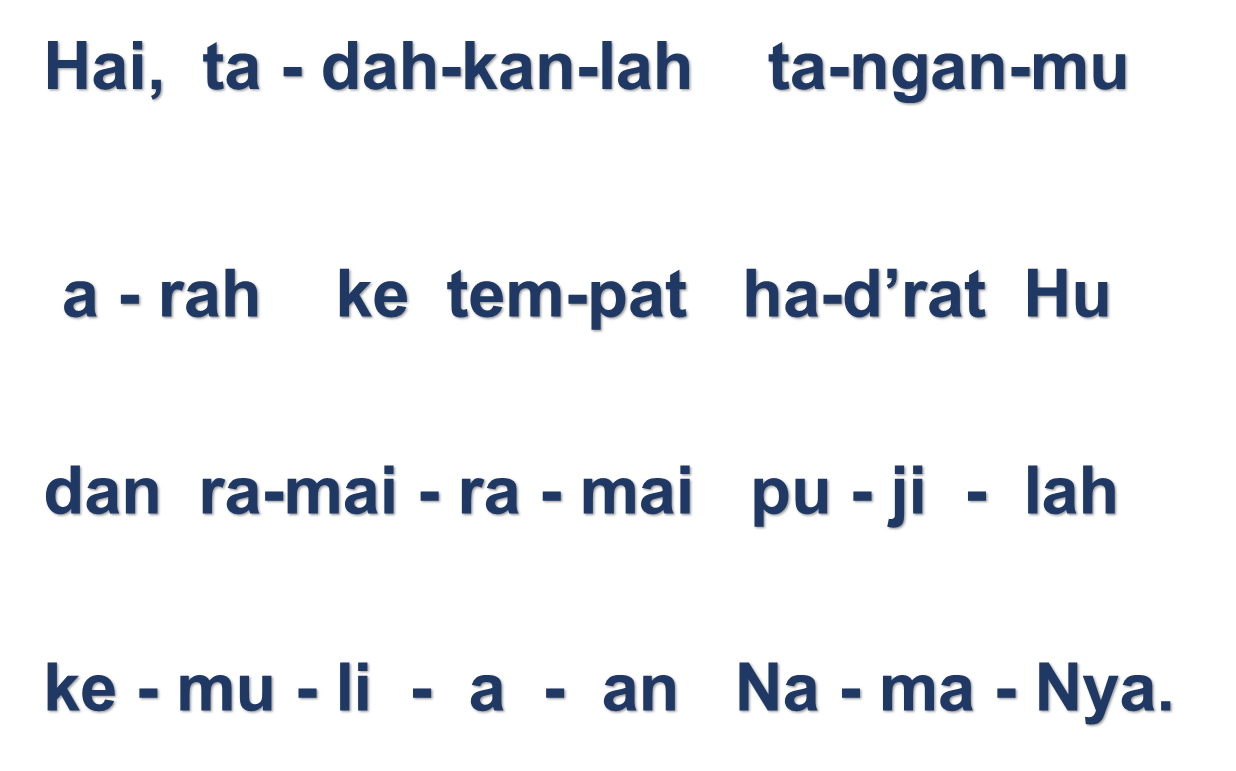 Hai, ta - dah-kan-lah ta-ngan-mu
a - rah ke tem-pat ha-d’rat Hu
dan ra-mai - ra - mai pu - ji - lah
ke - mu - li - a - an Na - ma - Nya.